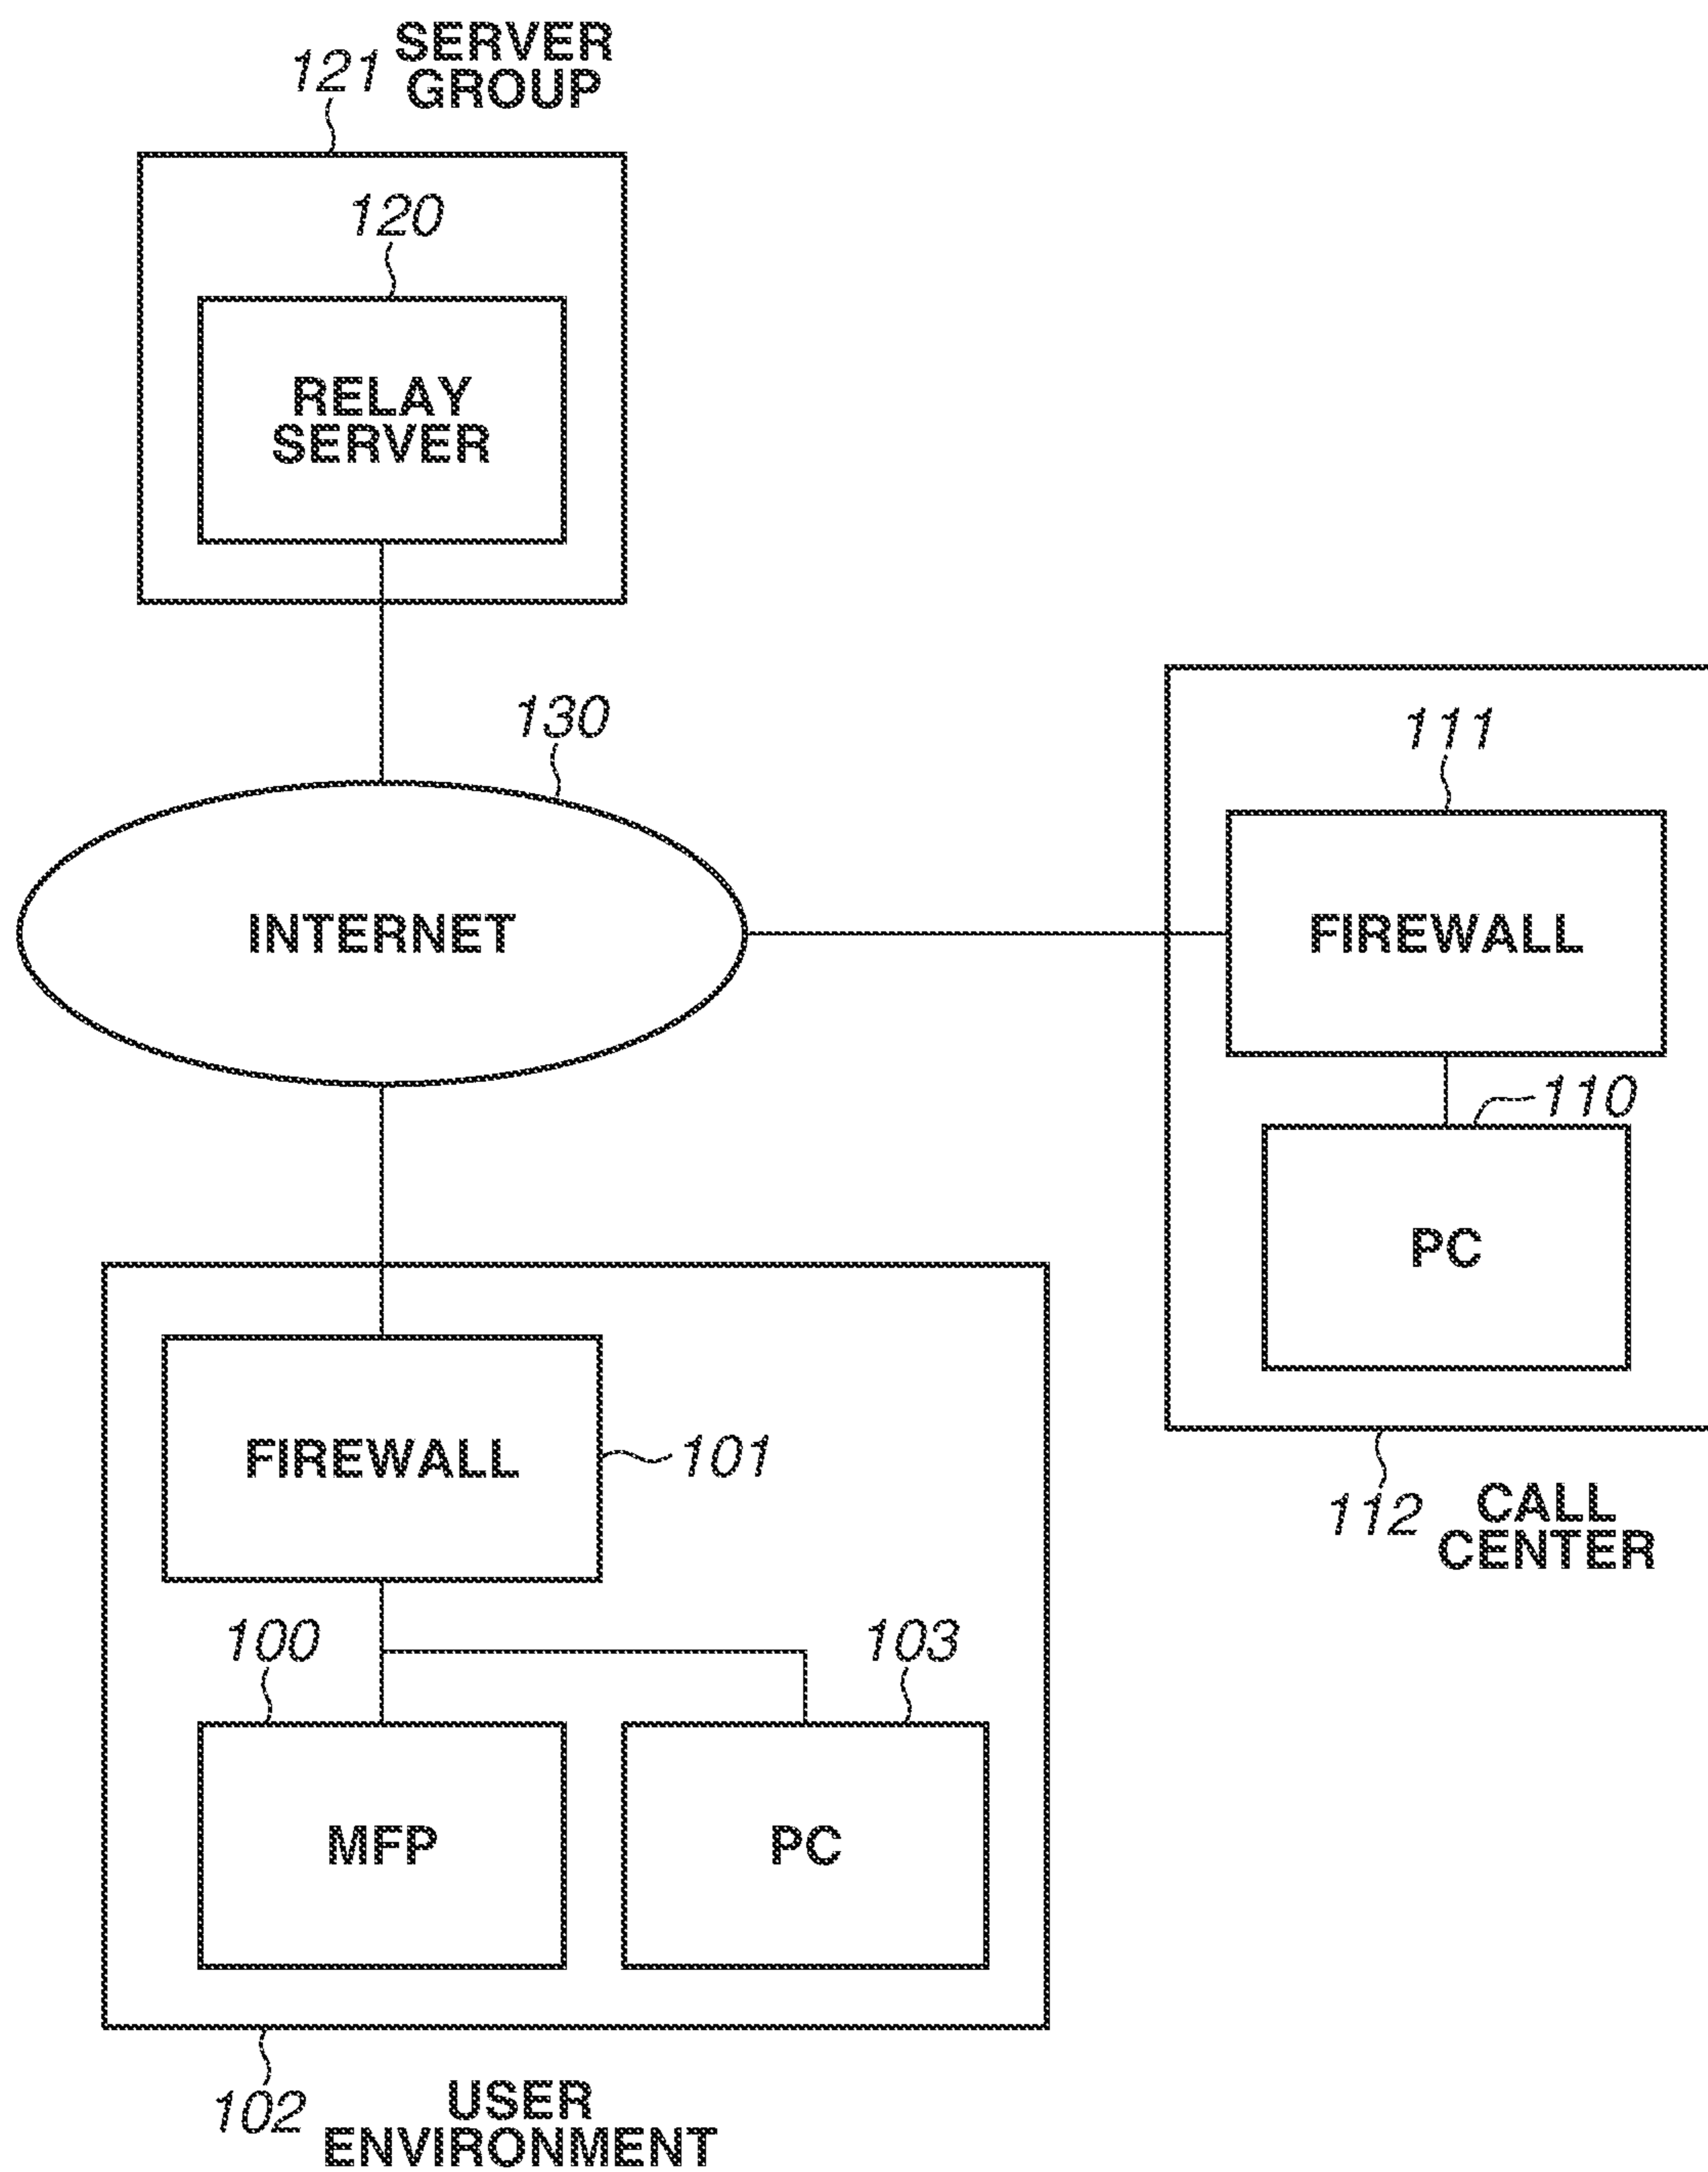 121 SERVER
GROUP
120
RELAY
SERVER
130
INTERNET
111
FIREWALL
110
PC
112 CALL
CENTER
FIREWALL
101
100
103
MFP
PC
102 USER
ENVIRONMENT